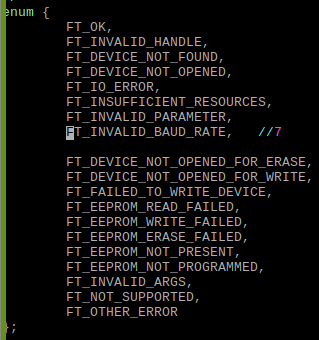 enum {
FT_OK,
FT_INVALID_HANDLE,
FT_DEVICE_NOT_FOUND,
FT_DEVICE_NOT_OPENED,
FT_IO_ERROR,
FT_INSUFFICIENT_RESOURCES,
FT_INVALID_PARAMETER,
FT_INVALID_BAUD_RATE, //7
FT_DEVICE_NOT_OPENED_FOR_ERASE,
FT_DEVICE_NOT_OPENED_FOR_WRITE,
FT_FAILED_TO_WRITE_DEVICE,
FT_EEPROM_READ_FAILED,
FT_EEPROM_WRITE_FAILED,
FT_EEPROM_ERASE_FAILED,
FT_EEPROM_NOT_PRESENT,
FT_EEPROM_NOT_PROGRAMMED,
FT_INVALID_ARGS,
FT_NOT_SUPPORTED,
FT_OTHER_ERROR
};